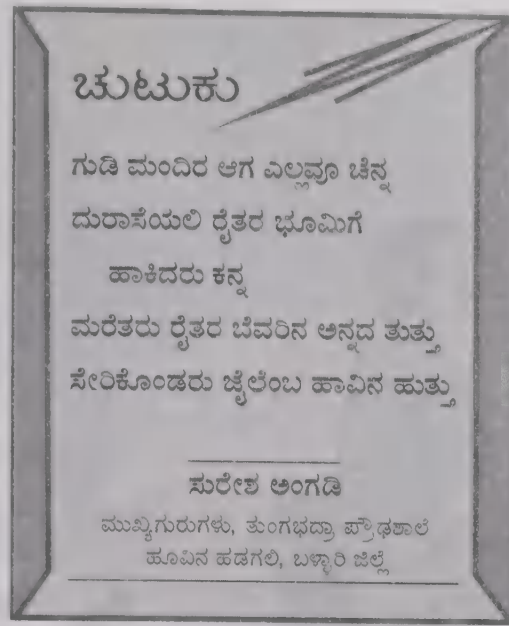 ಚುಟುಕು
ಗುಡಿ ಮಂದಿರ ಆಗ ಎಲ್ಲವೂ ಚೆನ್ನ
ದುರಾಸೆಯಲಿ ರೈತರ ಭೂಮಿಗೆ
ಹಾಕಿದರು ಕನ್ನ
ಮರೆತರು ರೈತರ ಬೆವರಿನ ಅನ್ನದ ತುತ್ತು
ಸೇರಿಕೊಂಡರು ಜೈಲೆಂಬ ಹಾವಿನ ಹುತ್ತು
ಸುರೇಶ ಅಂಗಡಿ
ಮುಖ್ಯಗುರುಗಳು, ತುಂಗಭದ್ರಾ ಪ್ರೌಢಶಾಲೆ
ಹೂವಿನ ಹಡಗಲಿ, ಬಳ್ಳಾರಿ ಜಿಲ್ಲೆ